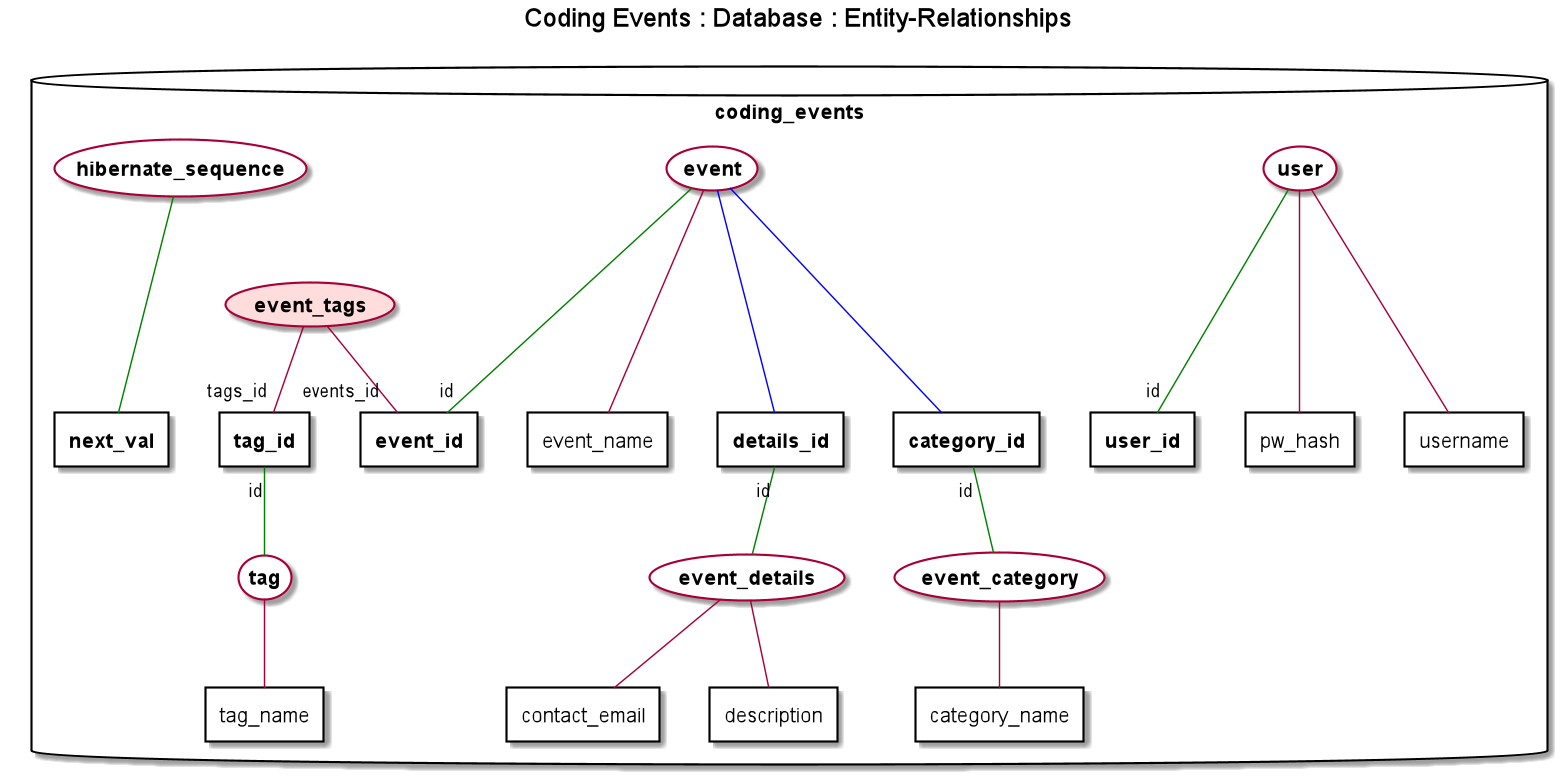 Coding Events : Database : Entity-Relationships
coding_events
hibernate_sequence
event
user
event_tags
tags_id
events_id
id
id
next_val
tag_id
event_id
event_name
details_id
category_id
user_id
pw_hash
username
id
id
id
tag
event_details
event_category
tag_name
contact_email
description
category_name